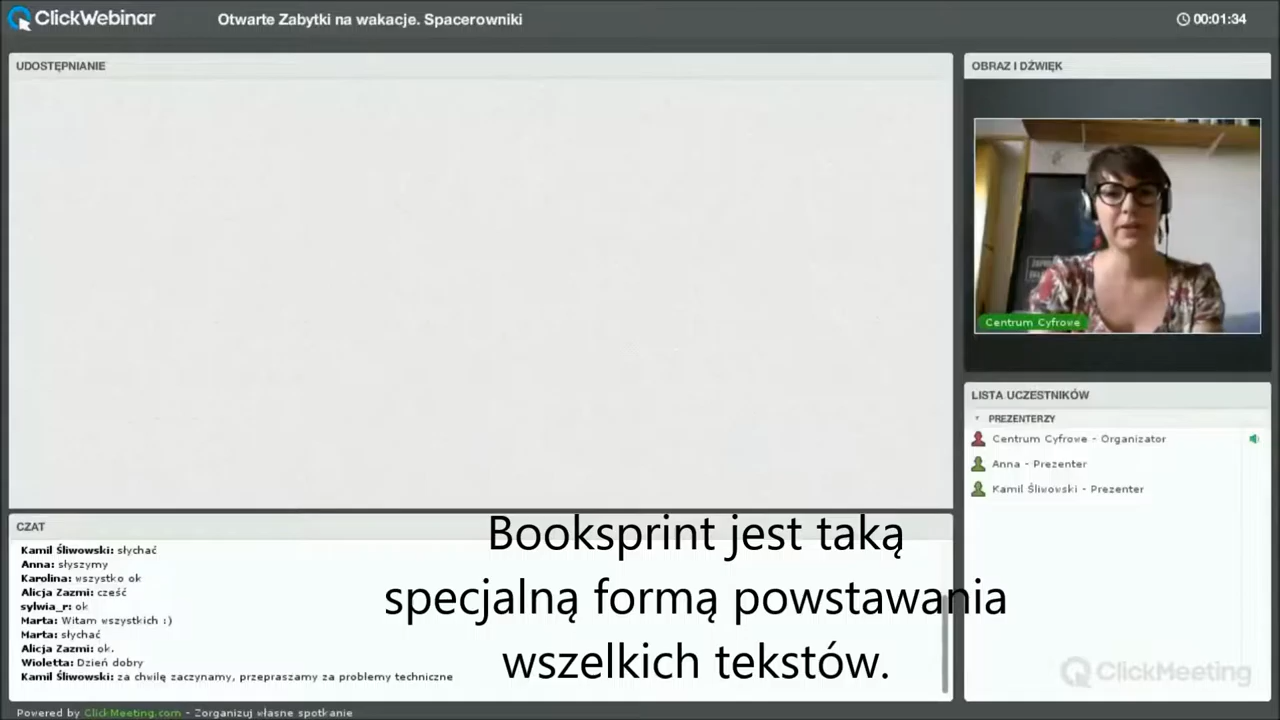 ClickWebinar
Otwarte Zabytki na wakacje. Spacerowniki
00:01:34
UDOSTĘPNIANIE
OBRAZ I DŹWIĘK
Centrum Cyfrowe
LISTA UCZESTNIKÓW
PREZENTERZY
Centrum Cyfrowe - Organizator
Anna - Prezenter
Kamil Śliwowski - Prezenter
CZAT
Kamil Śliwowski: słychać
Anna: słyszymy
Karolina: wszystko ok
Alicja Zazmi: cześć
sylwia_r: ok
Marta: Witam wszystkich :)
Marta: słychać
Alicja Zazmi: ok.
Wioletta: Dzień dobry
Kamil Śliwowski: za chwilę zaczynamy, przepraszamy za problemy techniczne
Booksprint jest taką
specjalną formą powstawania
wszelkich tekstów.
ClickMeeting
Powered by ClickMeeting.com - Zorganizuj własne spotkanie